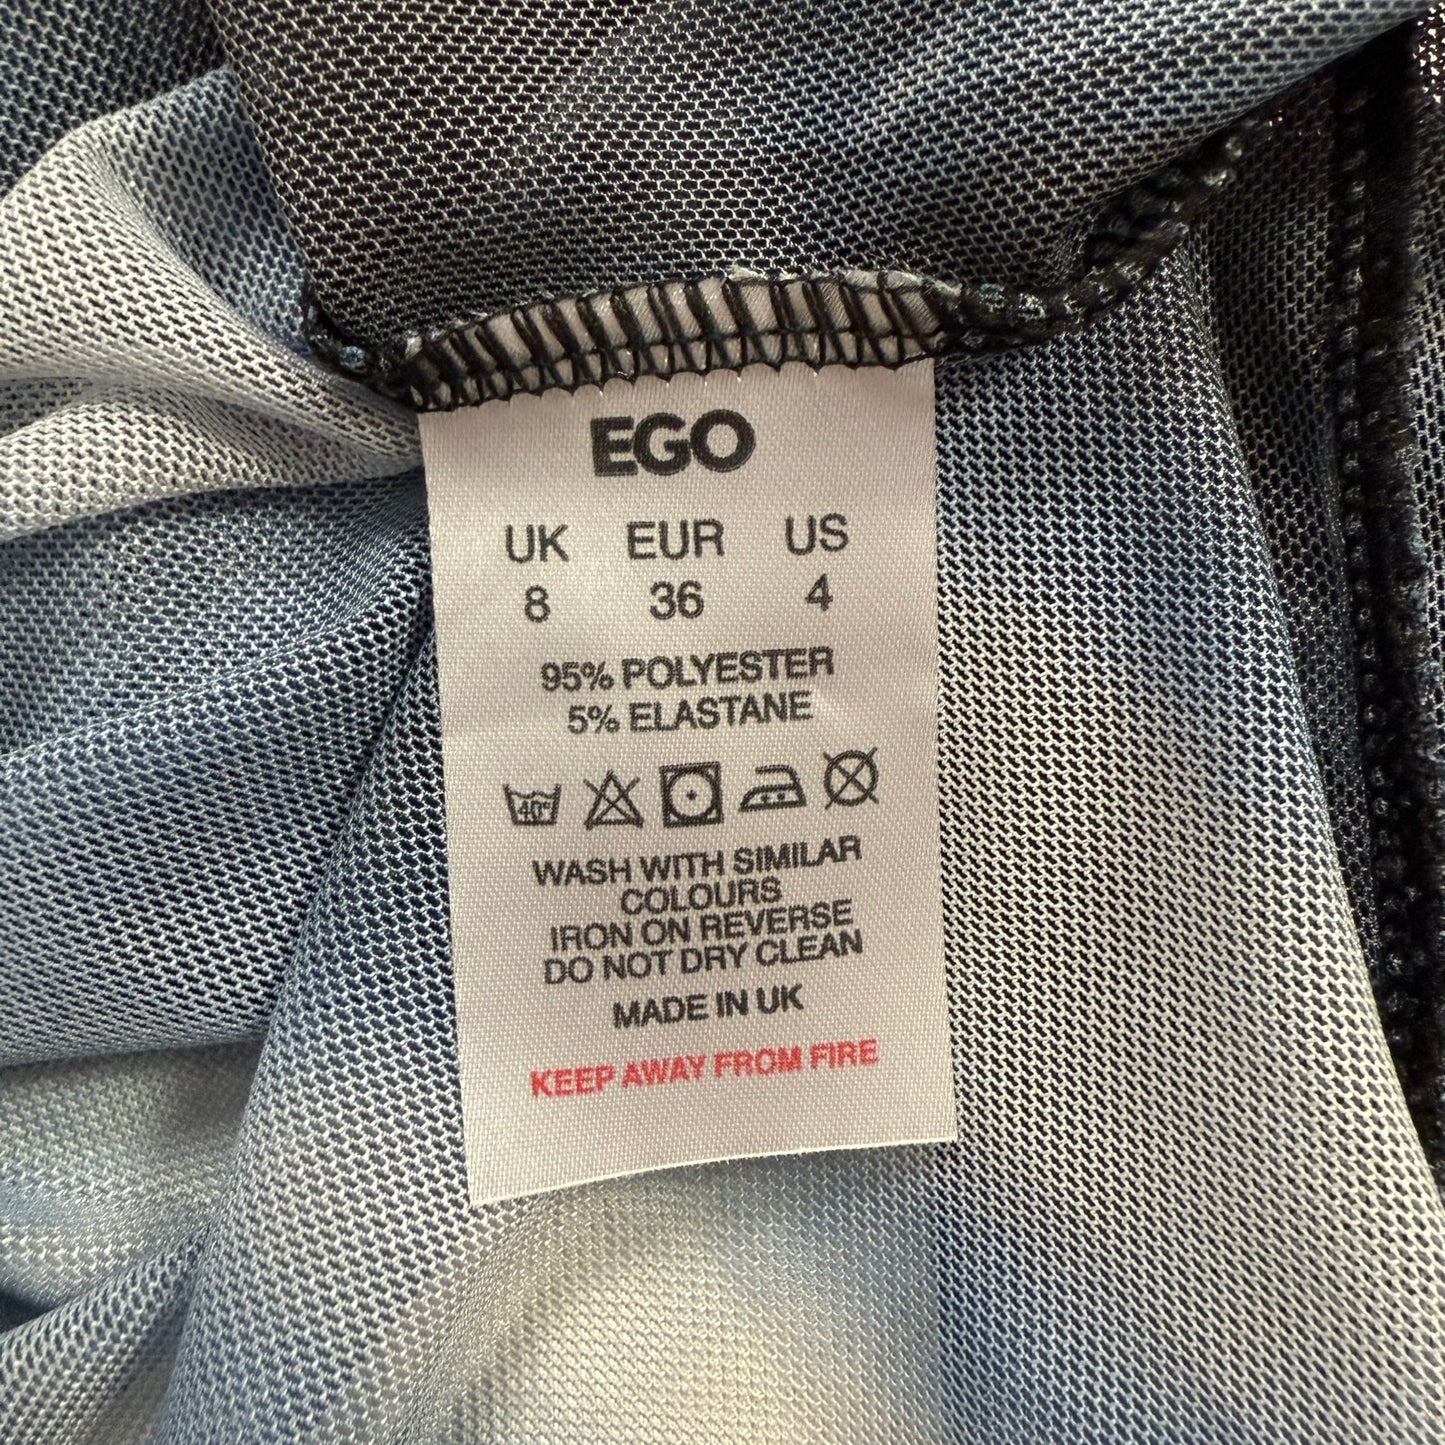 EGO
UK EUR US
8 36 4
95% POLYESTER
5% ELASTANE
40°
WASH WITH SIMILAR
COLOURS
IRON ON REVERSE
DO NOT DRY CLEAN
MADE IN UK
KEEP AWAY FROM FIRE